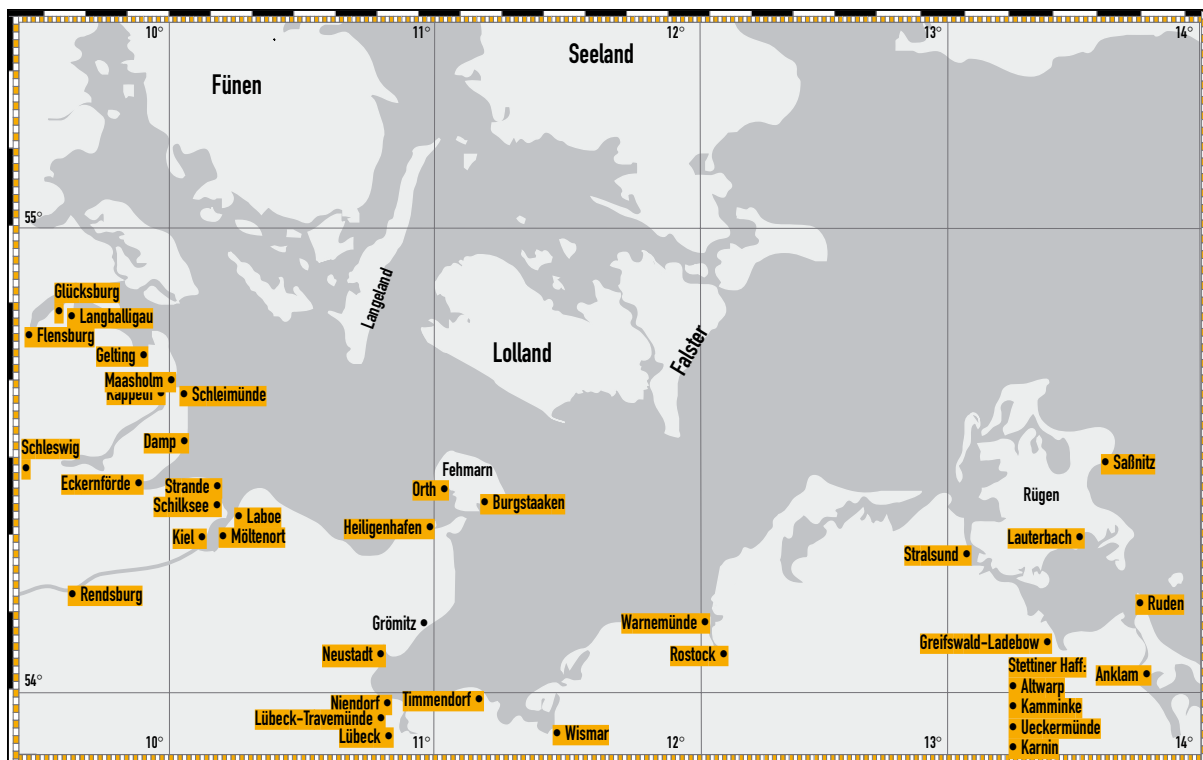 10°
11°
12°
13°
14°
Seeland
Fünen
55°
Langeland
Glücksburg
Langballigau
Flensburg
Gelting
Lolland
Falster
Maasholm
Kappeln
Schleimünde
Schleswig
Damp
Fehmarn
Saßnitz
Eckernförde
Strande
Orth
Rügen
Schilksee
Burgstaaken
Laboe
Heiligenhafen
Kiel
Möltenort
Lauterbach
Stralsund
Rendsburg
Ruden
Grömitz
Warnemünde
Greifswald-Ladebow
Neustadt
Rostock
Stettiner Haff:
Anklam
54°
Altwarp
Niendorf
Timmendorf
Kamminke
Lübeck-Travemünde
Ueckermünde
Lübeck
Wismar
Karnin
10°
11°
12°
13°
14°